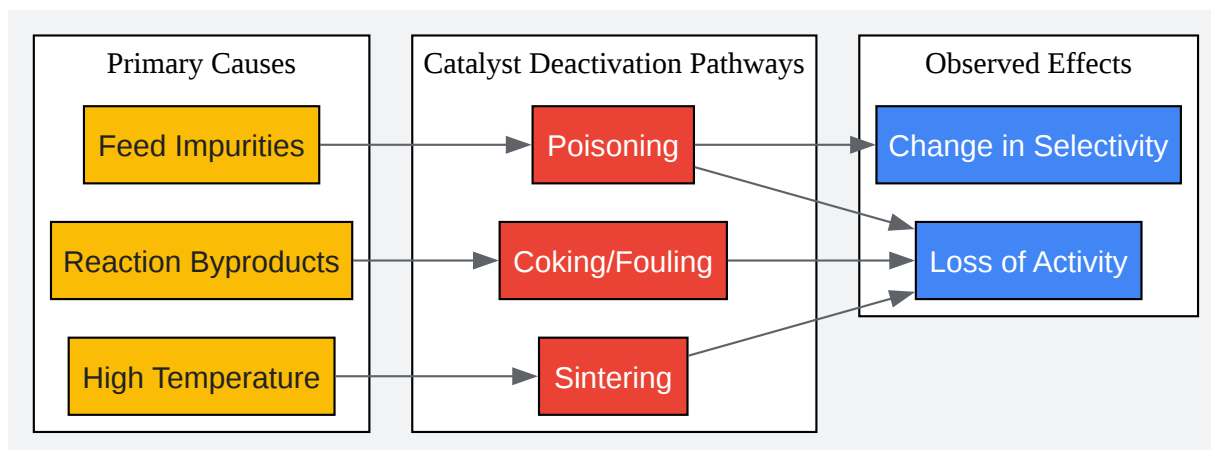 Primary Causes
Feed Impurities
Reaction Byproducts
High Temperature
Catalyst Deactivation Pathways
Poisoning
Coking/Fouling
Sintering
Observed Effects
Change in Selectivity
Loss of Activity